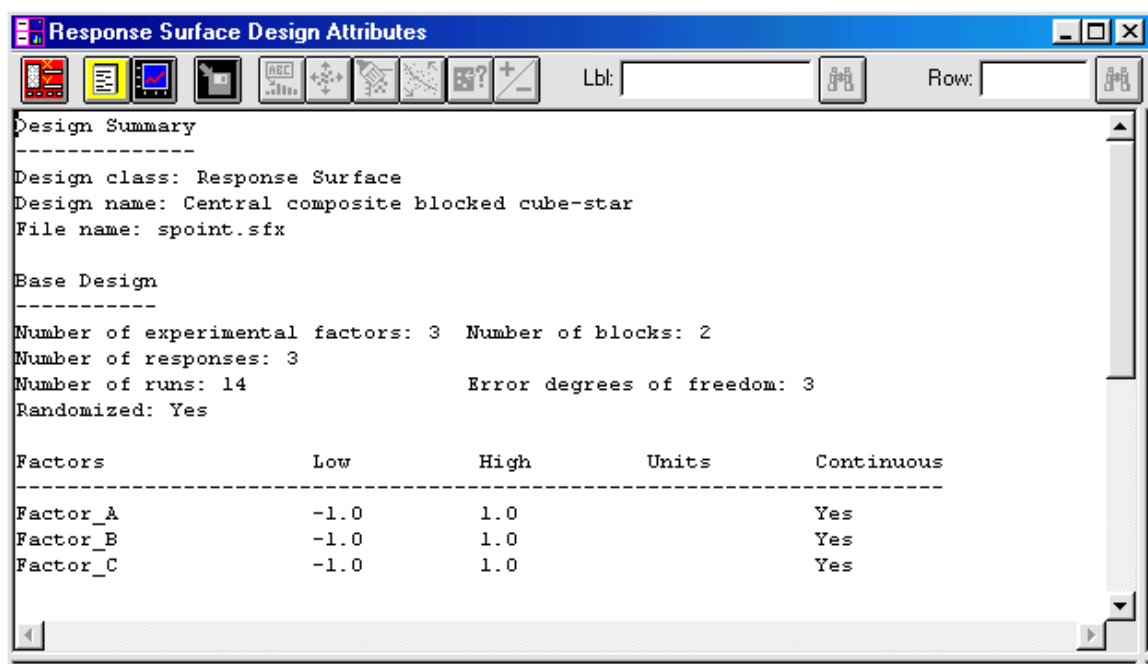 Response Surface Design Attributes
ABC
Lbl: Row:
Design Summary
--------------
Design class: Response Surface
Design name: Central composite blocked cube-star
File name: spoint.sfx
Base Design
-----------
Number of experimental factors: 3 Number of blocks: 2
Number of responses: 3
Number of runs: 14 Error degrees of freedom: 3
Randomized: Yes
Factors Low High Units Continuous
------------------------------------------------------------------------
Factor_A -1.0 1.0 Yes
Factor_B -1.0 1.0 Yes
Factor_C -1.0 1.0 Yes